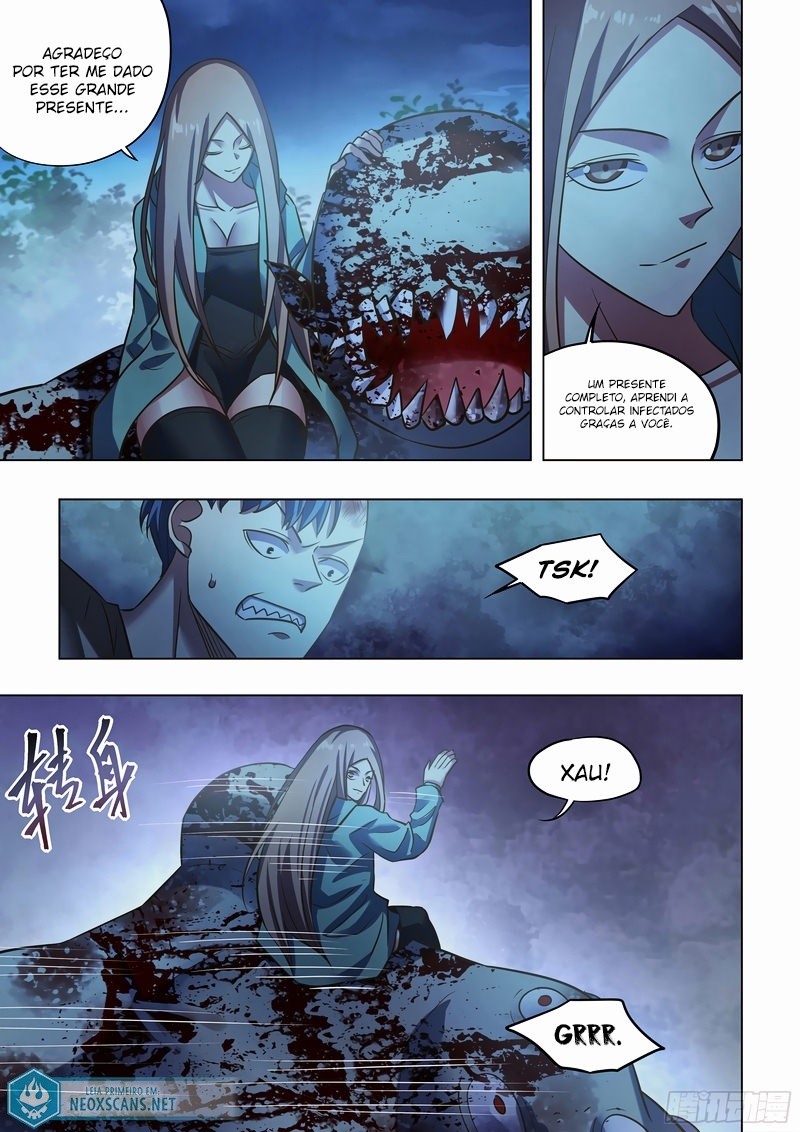 AGRADEÇO
POR TER ME DADO
ESSE GRANDE
PRESENTE...
UM PRESENTE
COMPLETO, APRENDI A
CONTROLAR INFECTADOS
GRAÇAS A VOCÊ.
TSK!
转身
XAU!
GRRR.
LEIA PRIMEIRO EM
NEOXSCANS.NET
腾讯动漫